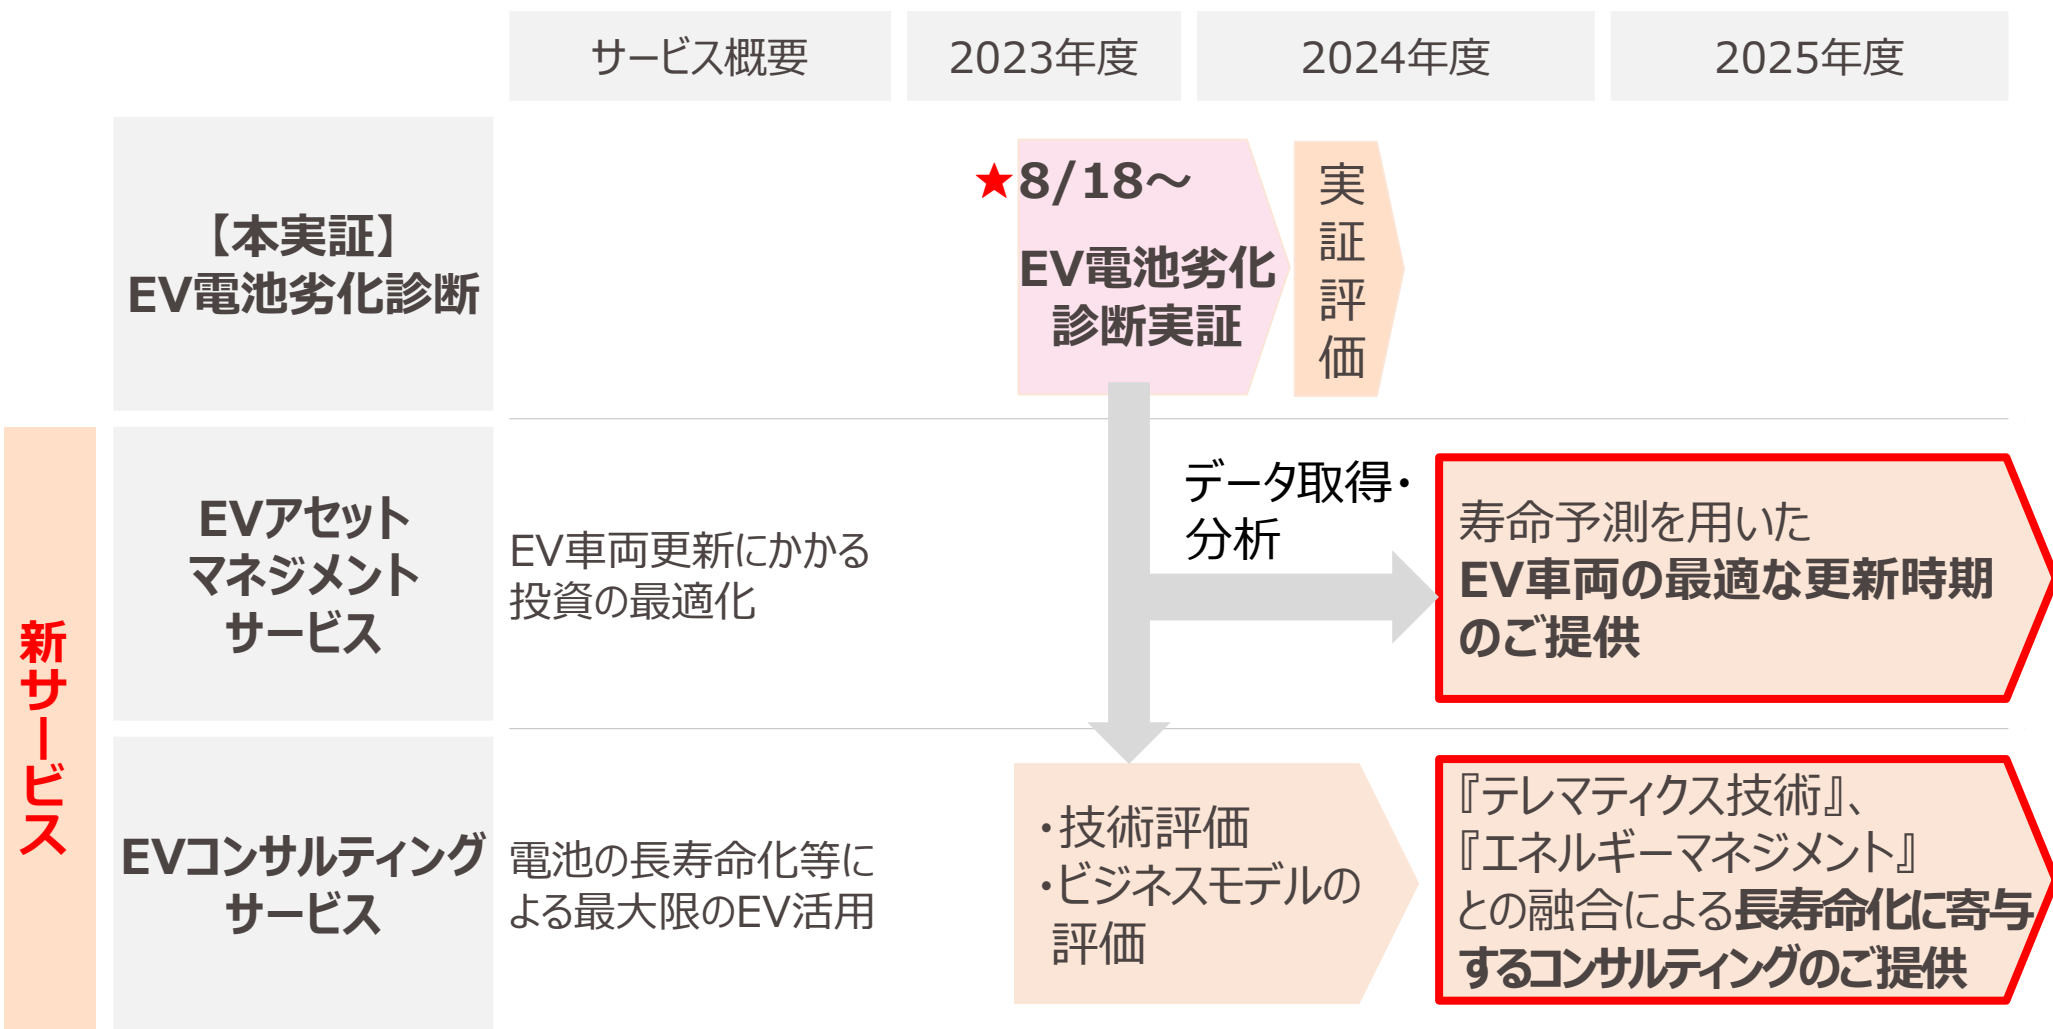 サービス概要
2023年度
2024年度
2025年度
【本実証】
EV電池劣化診断
★8/18～
EV電池劣化
診断実証
実証評価
新サービス
EVアセット
マネジメント
サービス
EV車両更新にかかる
投資の最適化
データ取得・
分析
寿命予測を用いた
EV車両の最適な更新時期
のご提供
EVコンサルティング
サービス
電池の長寿命化等に
よる最大限のEV活用
・技術評価
・ビジネスモデルの
評価
『テレマティクス技術』、
『エネルギーマネジメント』
との融合による長寿命化に寄与
するコンサルティングのご提供